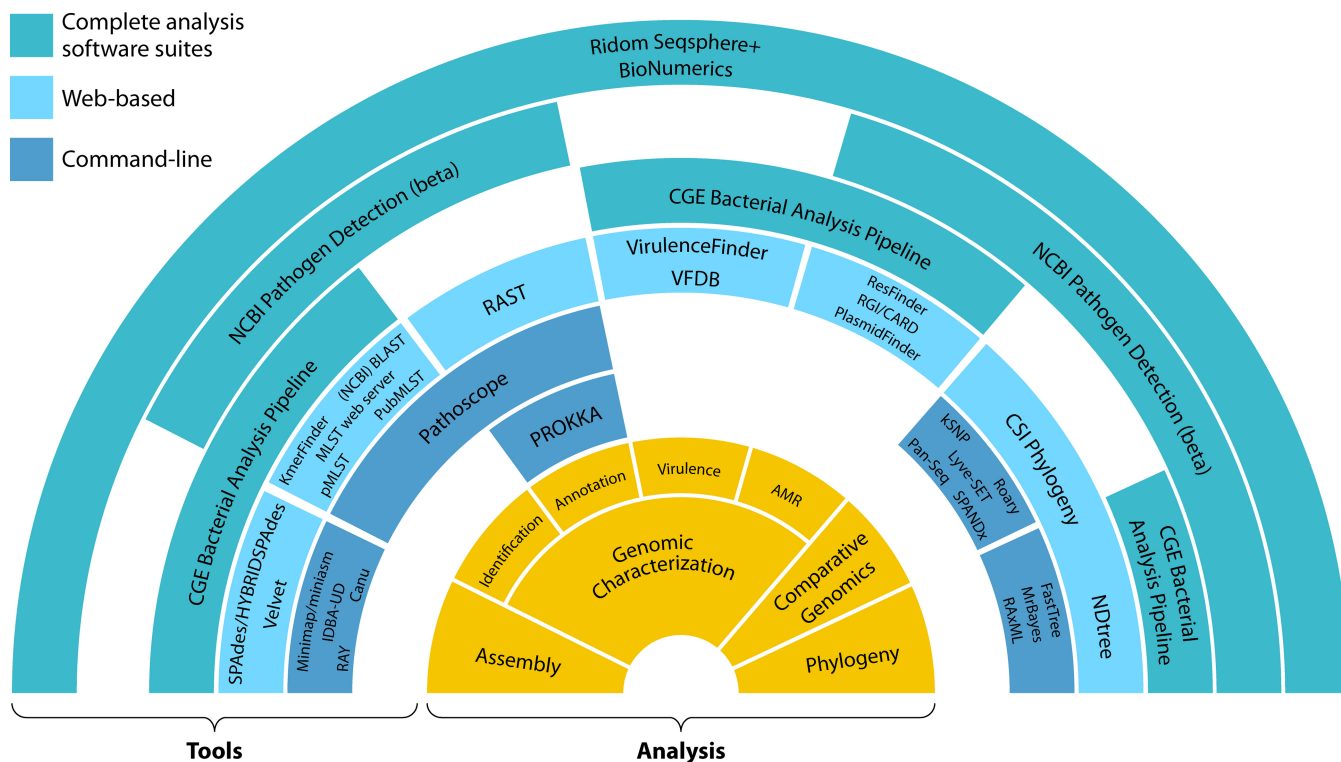 Complete analysis
software suites
Web-based
Command-line
Ridom Seqsphere+
BioNumerics
NCBI Pathogen Detection (beta)
CGE Bacterial Analysis Pipeline
NCBI Pathogen Detection (beta)
CGE Bacterial Analysis Pipeline
CGE Bacterial
Analysis Pipeline
RAST
VirulenceFinder
VFDB
ResFinder
RGI/CARD
PlasmidFinder
KmerFinder (NCBI) BLAST
MLST web server
pMLST PubMLST
Pathoscope
PROKKA
SPAdes/HYBRIDSPAdes
Velvet
Minimap/miniasm
IDBA-UD
RAY Canu
CSI Phylogeny
NDtree
kSNP Roary
Lyve-SET
Pan-Seq SPANDx
FastTree
MrBayes
RAxML
Identification
Annotation
Virulence
AMR
Genomic
Characterization
Comparative
Genomics
Assembly
Phylogeny
Tools
Analysis